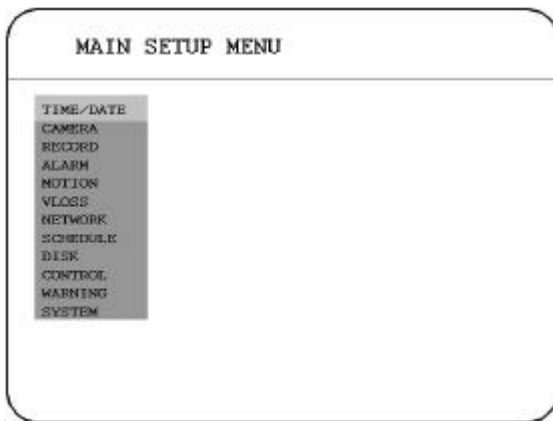 MAIN SETUP MENU
TIME/DATE
CAMERA
RECORD
ALARM
MOTION
VLOSS
NETWORK
SCHEDULE
DISK
CONTROL
WARNING
SYSTEM